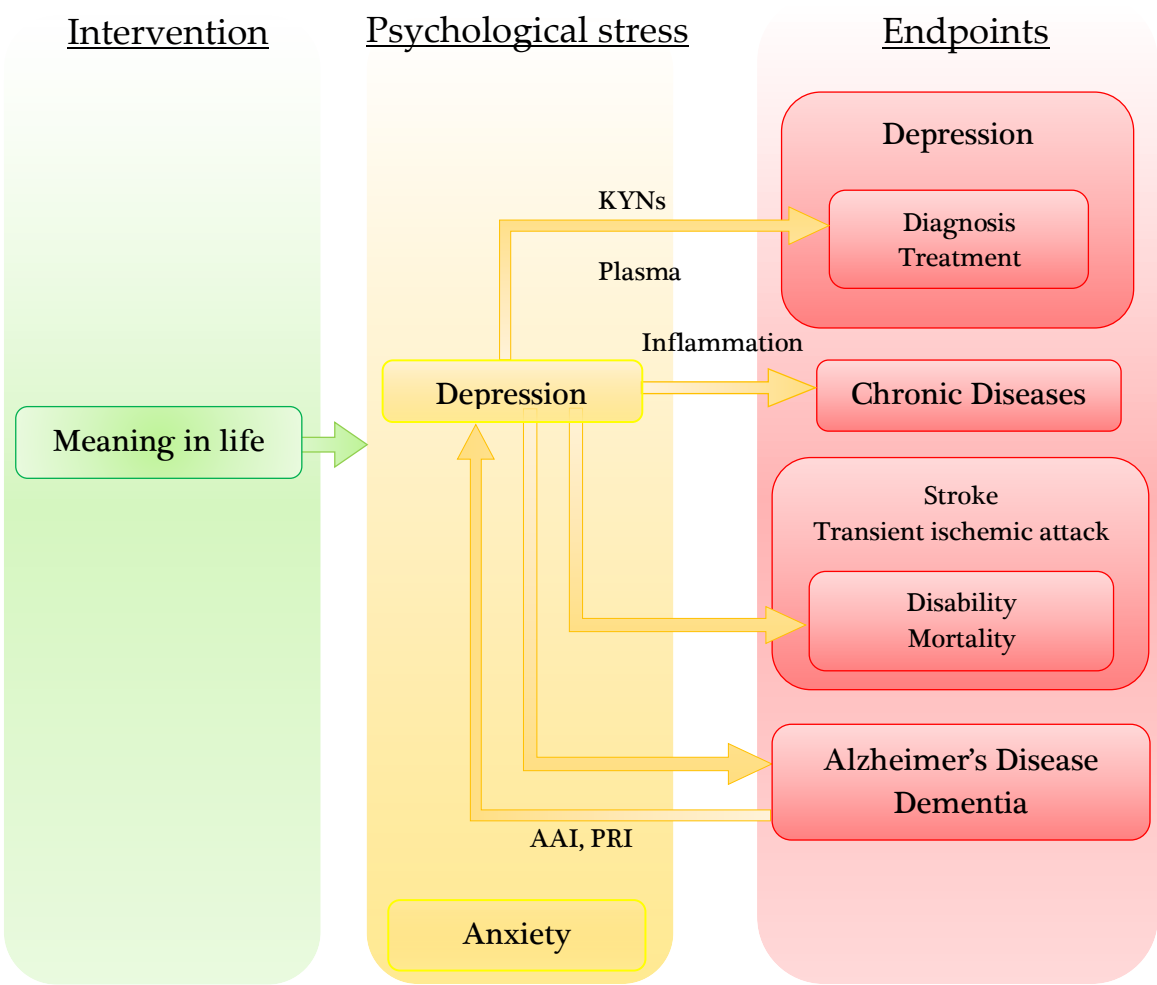 Intervention
Psychological stress
Endpoints
Meaning in life
Depression
Anxiety
KYNs
Plasma
Inflammation
AAI, PRI
Depression
Diagnosis
Treatment
Chronic Diseases
Stroke
Transient ischemic attack
Disability
Mortality
Alzheimer's Disease
Dementia